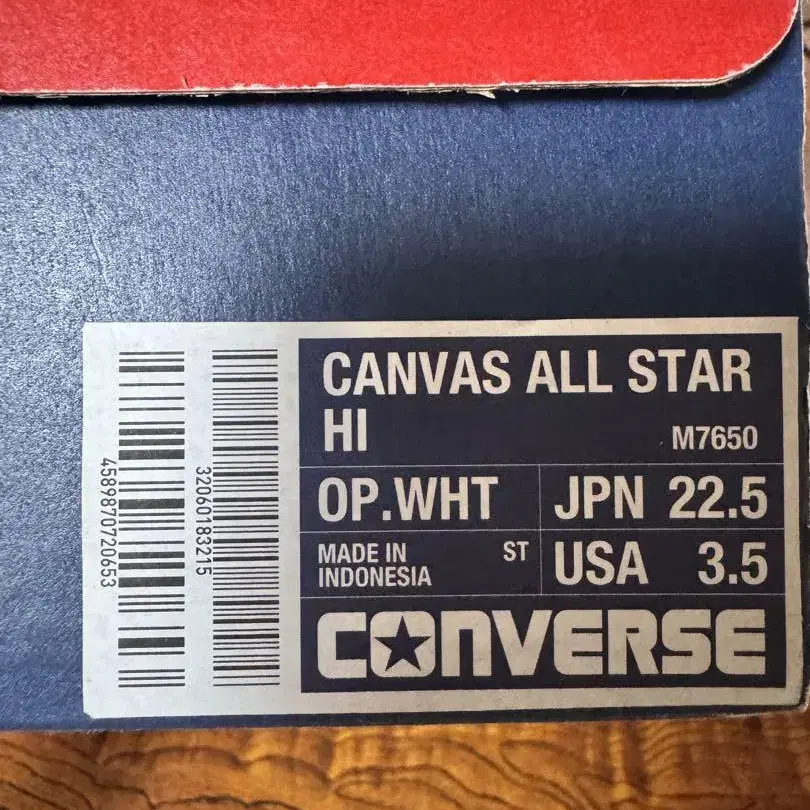 CANVAS ALL STAR
HI M7650
OP.WHT JPN 22.5
MADE IN
INDONESIA
ST USA 3.5
CONVERSE
4589870720653
32060183215